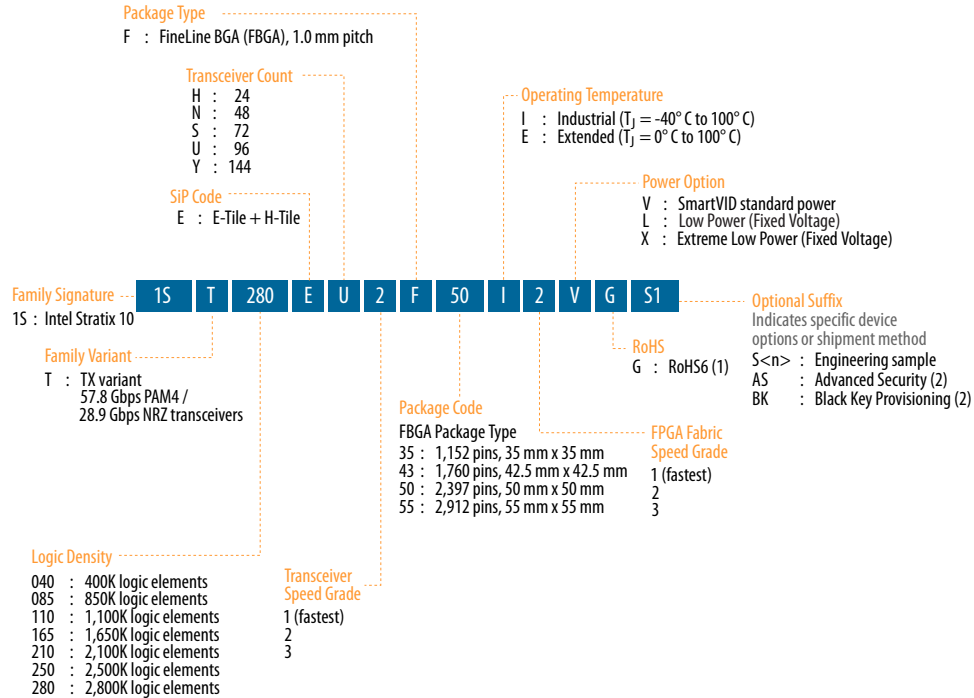 Package Type
F : FineLine BGA (FBGA), 1.0 mm pitch
Transceiver Count
H : 24
N : 48
S : 72
U : 96
Y : 144
SiP Code
E : E-Tile + H-Tile
Operating Temperature
I : Industrial (TJ = -40° C to 100° C)
E : Extended (TJ = 0° C to 100° C)
Power Option
V : SmartVID standard power
L : Low Power (Fixed Voltage)
X : Extreme Low Power (Fixed Voltage)
Family Signature
1S : Intel Stratix 10
1S T 280 E U 2 F 50 I 2 V G S1
Optional Suffix
Indicates specific device
options or shipment method
S<n> : Engineering sample
AS : Advanced Security (2)
BK : Black Key Provisioning (2)
Family Variant
T : TX variant
57.8 Gbps PAM4 /
28.9 Gbps NRZ transceivers
RoHS
G : RoHS6 (1)
Package Code
FBGA Package Type
35 : 1,152 pins, 35 mm x 35 mm
43 : 1,760 pins, 42.5 mm x 42.5 mm
50 : 2,397 pins, 50 mm x 50 mm
55 : 2,912 pins, 55 mm x 55 mm
FPGA Fabric
Speed Grade
1 (fastest)
2
3
Logic Density
040 : 400K logic elements
085 : 850K logic elements
110 : 1,100K logic elements
165 : 1,650K logic elements
210 : 2,100K logic elements
250 : 2,500K logic elements
280 : 2,800K logic elements
Transceiver
Speed Grade
1 (fastest)
2
3